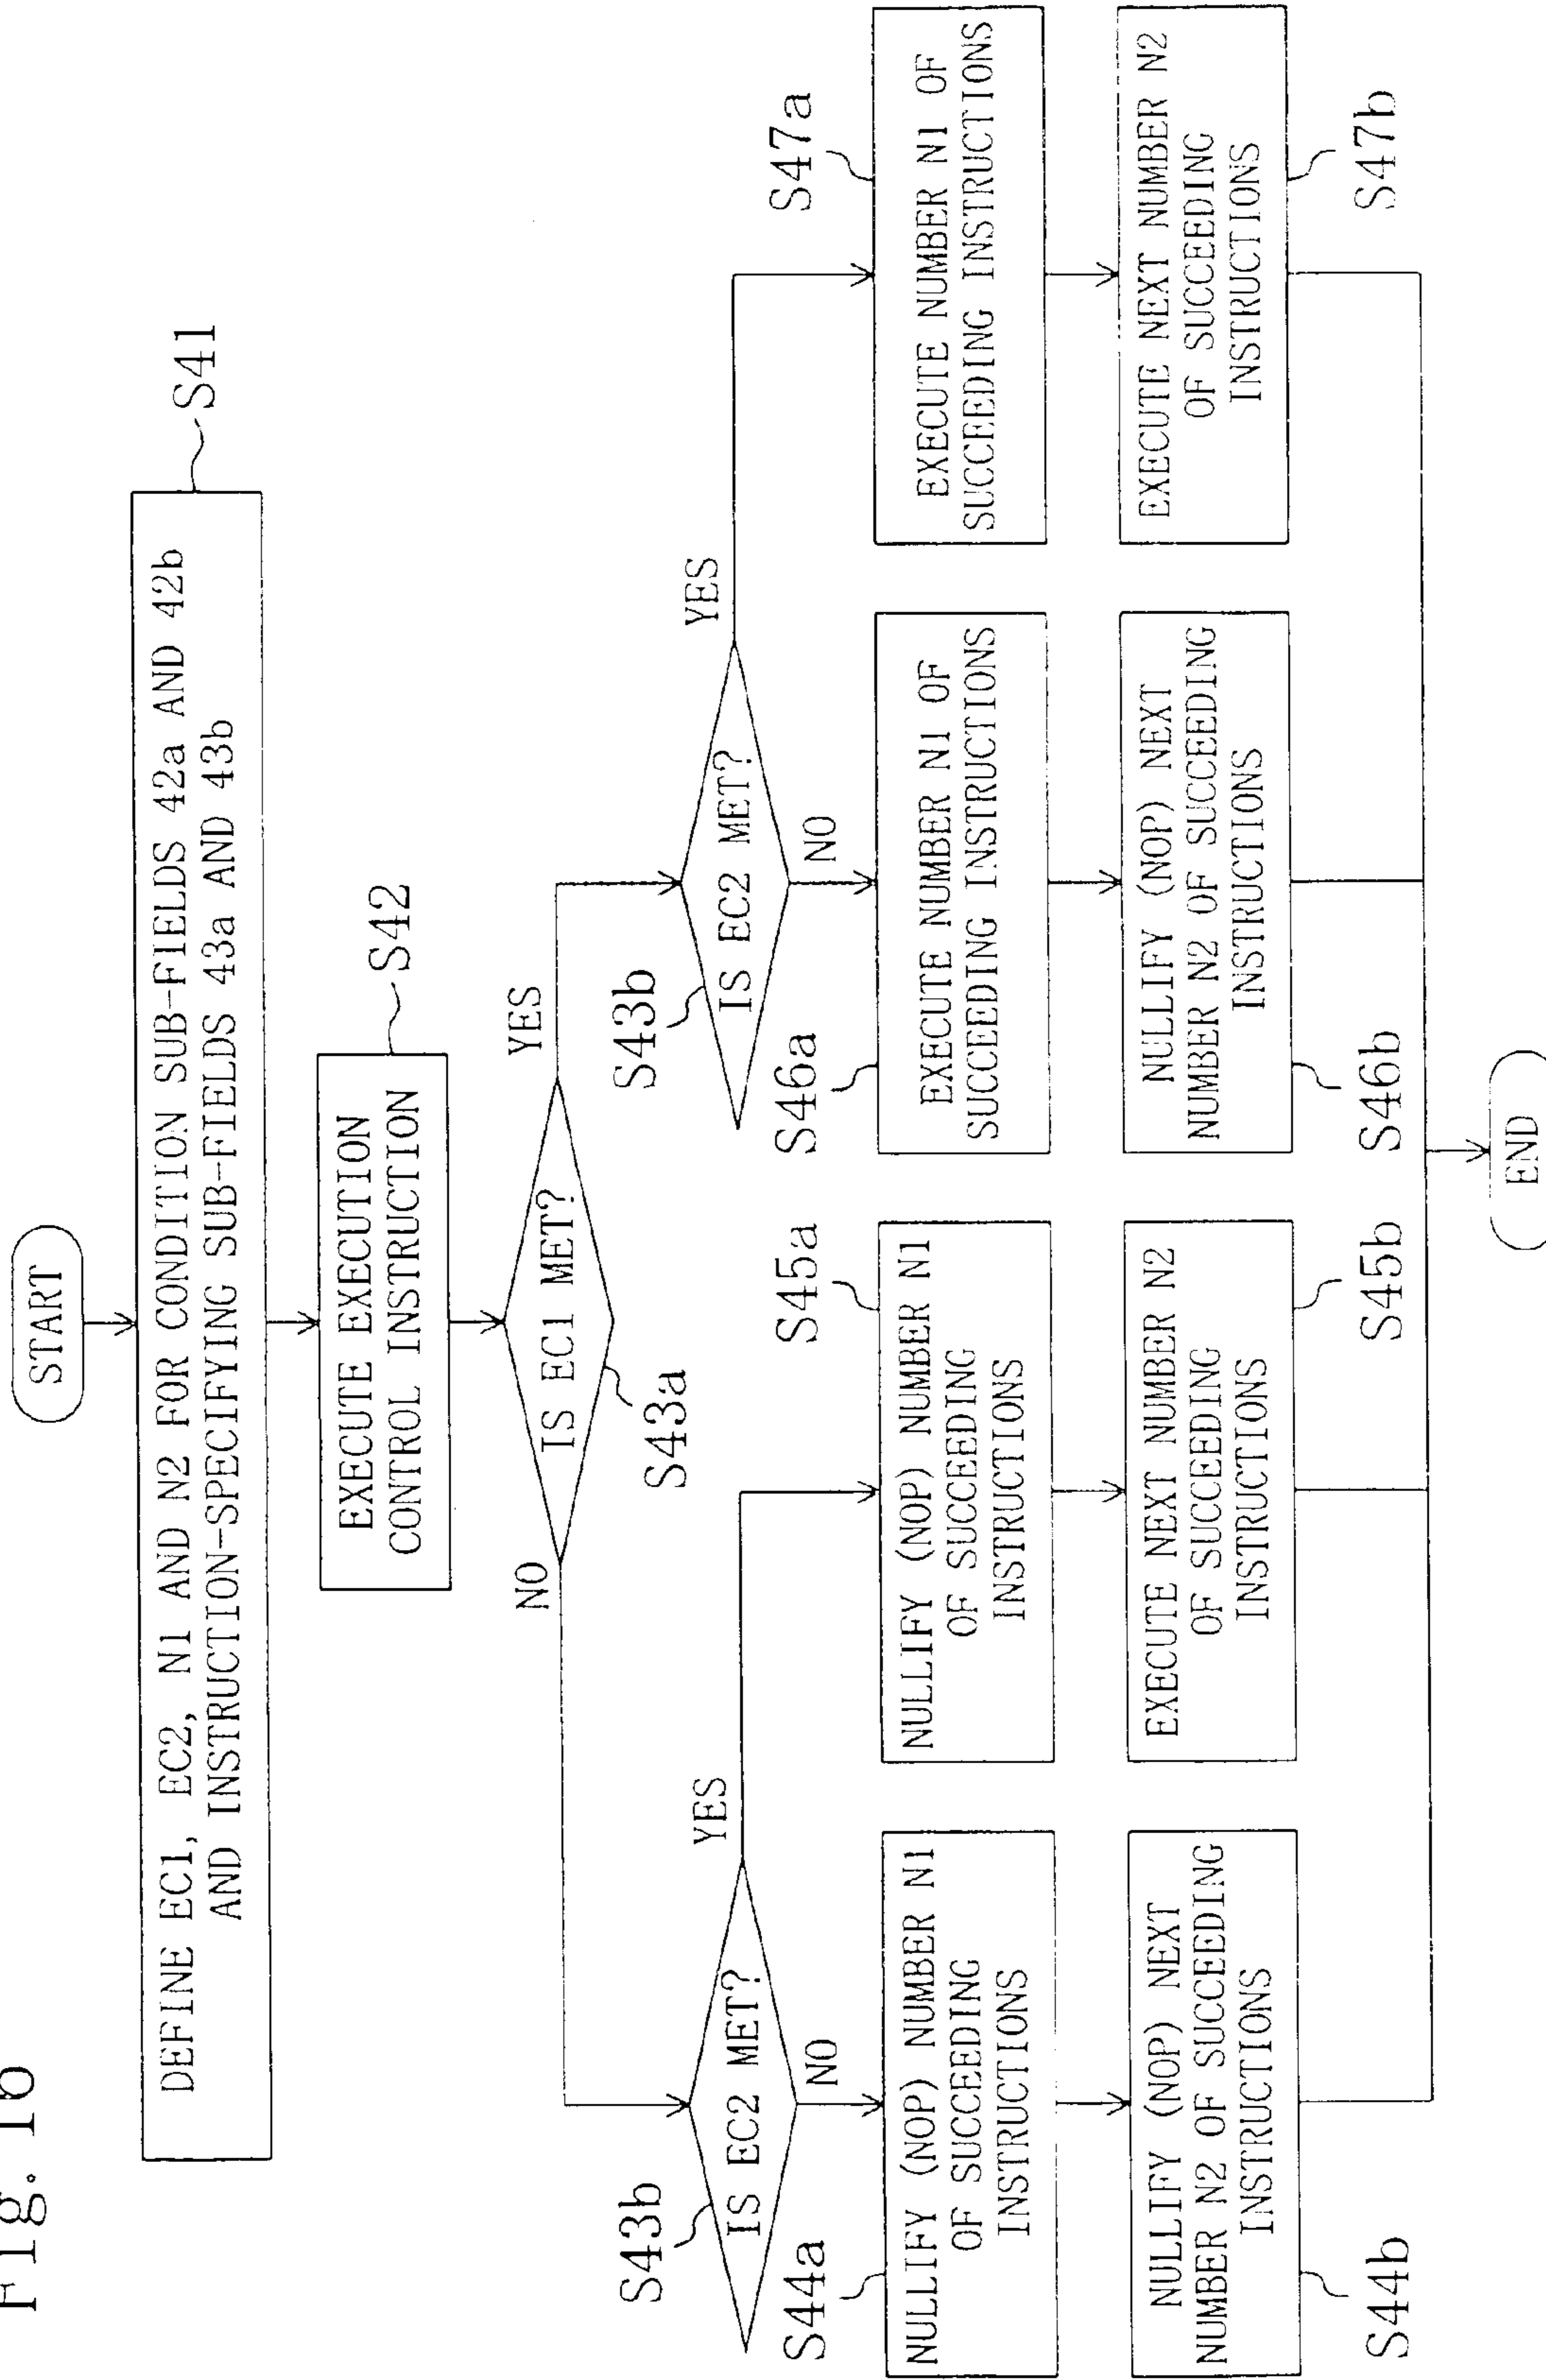 Fig. 16
START
DEFINE EC1, EC2, N1 AND N2 FOR CONDITION SUB-FIELDS 42a AND 42b
AND INSTRUCTION-SPECIFYING SUB-FIELDS 43a AND 43b
S41
EXECUTE EXECUTION
CONTROL INSTRUCTION
S42
IS EC1 MET?
S43a
NO
YES
S43b
IS EC2 MET?
YES
NO
S43b
IS EC2 MET?
YES
NO
S44a
NULLIFY (NOP) NUMBER N1
OF SUCCEEDING
INSTRUCTIONS
S45a
NULLIFY (NOP) NUMBER N1
OF SUCCEEDING
INSTRUCTIONS
S46a
EXECUTE NUMBER N1 OF
SUCCEEDING INSTRUCTIONS
S47a
EXECUTE NUMBER N1 OF
SUCCEEDING INSTRUCTIONS
NULLIFY (NOP) NEXT
NUMBER N2 OF SUCCEEDING
INSTRUCTIONS
S44b
EXECUTE NEXT NUMBER N2
OF SUCCEEDING
INSTRUCTIONS
S45b
NULLIFY (NOP) NEXT
NUMBER N2 OF SUCCEEDING
INSTRUCTIONS
S46b
EXECUTE NEXT NUMBER N2
OF SUCCEEDING
INSTRUCTIONS
S47b
END